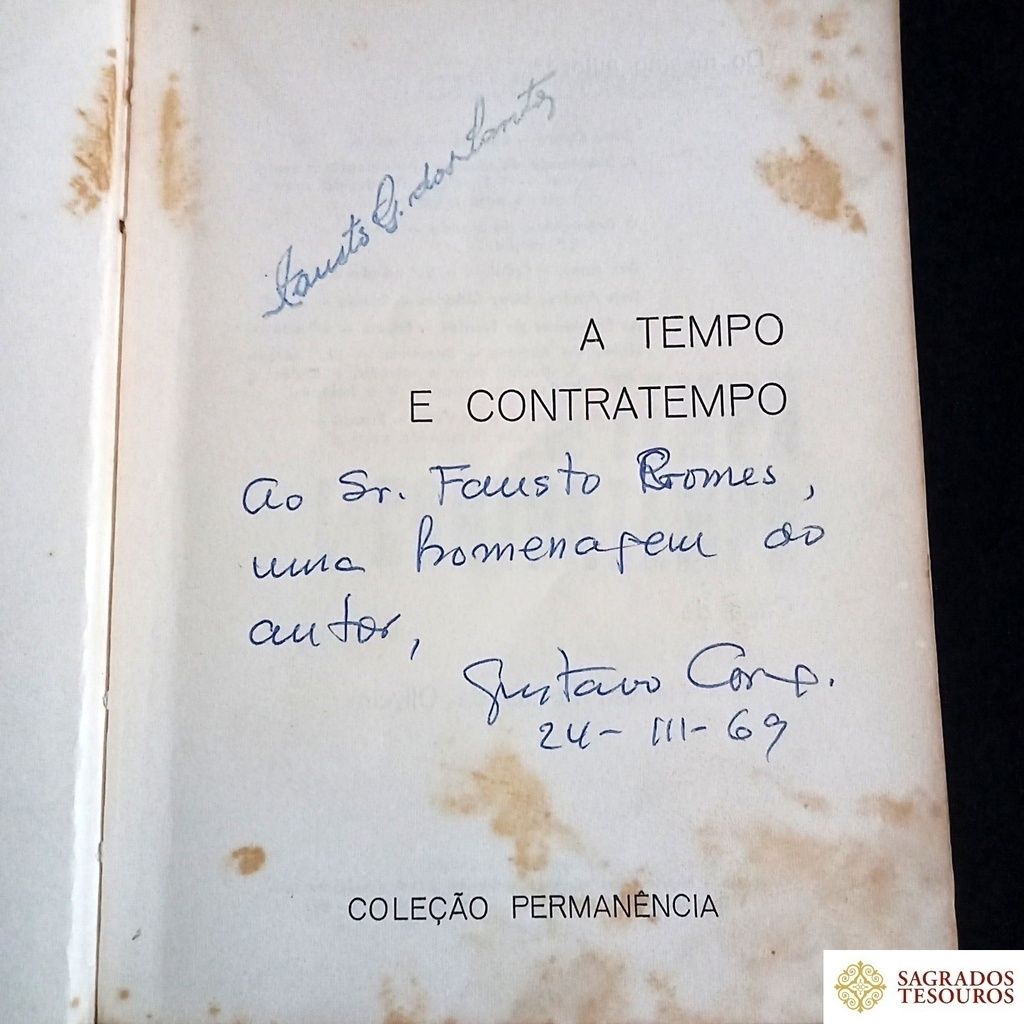 Fausto G. dos Santos
A TEMPO
E CONTRATEMPO
Ao Sr. Fausto Gomes,
uma homenagem do
autor,
Gustavo Corção.
24-III-69
COLEÇÃO PERMANÊNCIA
SAGRADOS
TESOUROS